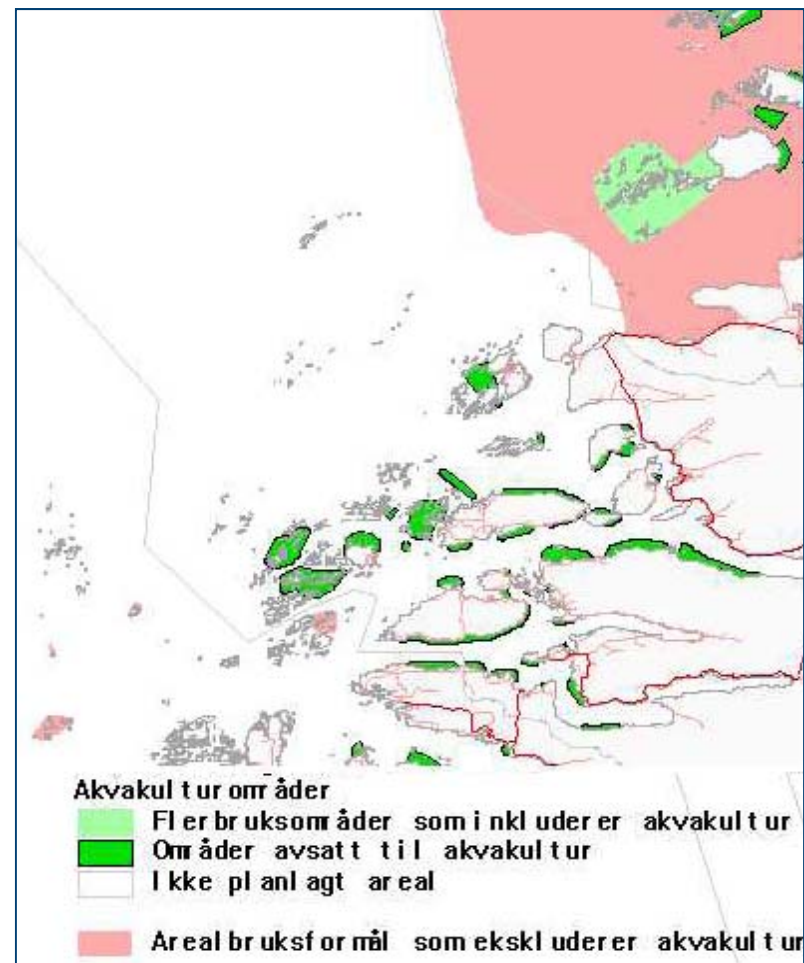 Akvakulturområder
Flerbruksområder som inkluderer akvakultur
Områder avsatt til akvakultur
Ikke planlagt areal
Arealbruksformål som ekskluderer akvakultur